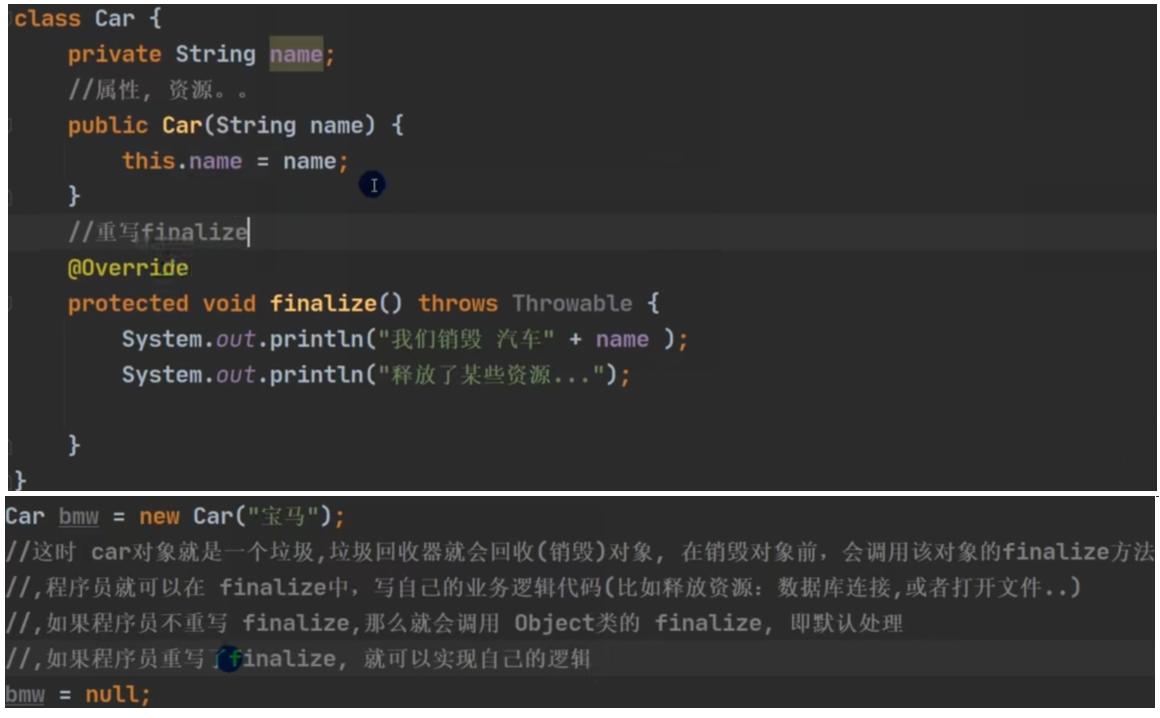 class Car {
private String name;
//属性, 资源。。
public Car(String name) {
this.name = name;
}
//重写finalize
@Override
protected void finalize() throws Throwable {
System.out.println("我们销毁 汽车" + name );
System.out.println("释放了某些资源...");
}
}
Car bmw = new Car("宝马");
//这时 car对象就是一个垃圾,垃圾回收器就会回收(销毁)对象, 在销毁对象前，会调用该对象的finalize方法
//,程序员就可以在 finalize中，写自己的业务逻辑代码(比如释放资源：数据库连接,或者打开文件..)
//,如果程序员不重写 finalize,那么就会调用 Object类的 finalize, 即默认处理
//,如果程序员重写了finalize, 就可以实现自己的逻辑
bmw = null;